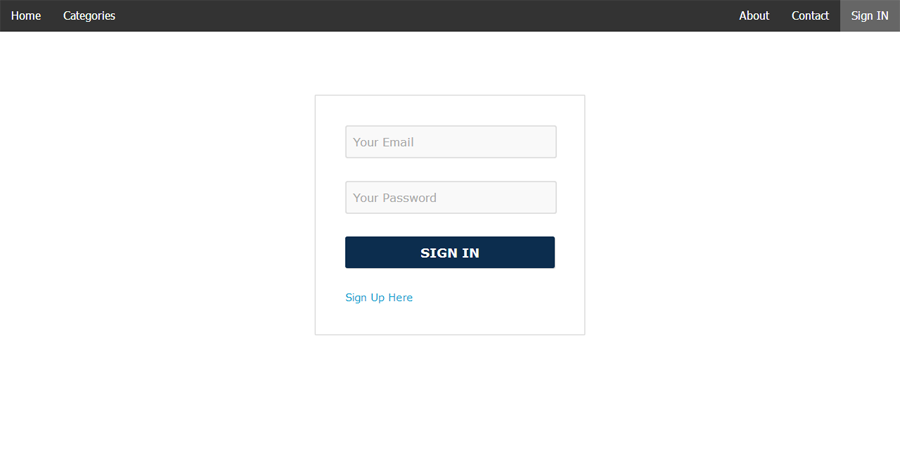 Home Categories About Contact Sign IN
Your Email
Your Password
SIGN IN
Sign Up Here